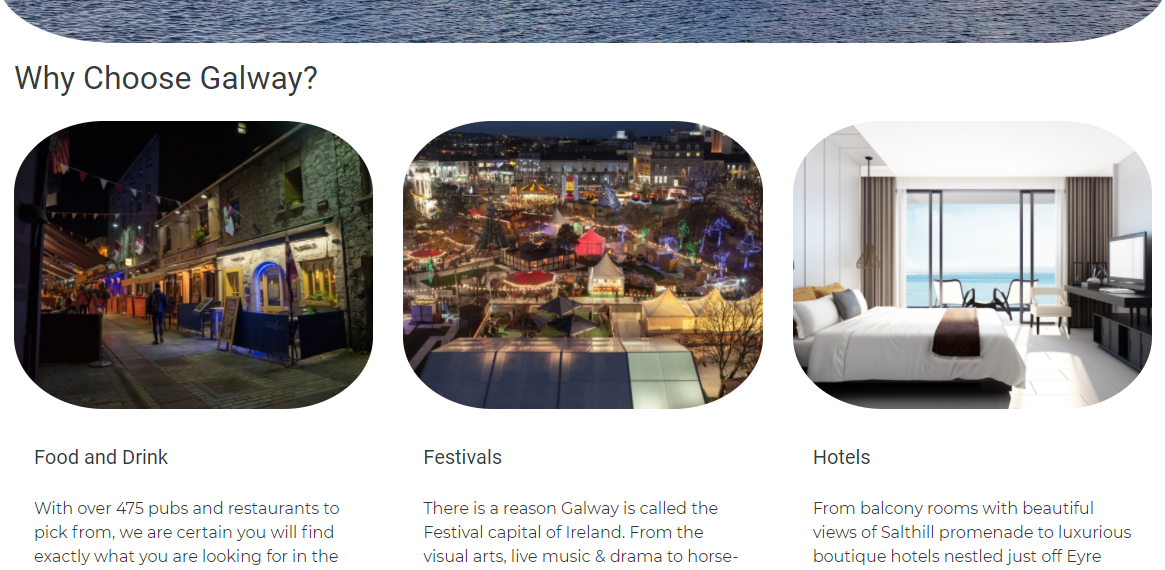 Why Choose Galway?
Food and Drink
With over 475 pubs and restaurants to
pick from, we are certain you will find
exactly what you are looking for in the
Festivals
There is a reason Galway is called the
Festival capital of Ireland. From the
visual arts, live music & drama to horse-
Hotels
From balcony rooms with beautiful
views of Salthill promenade to luxurious
boutique hotels nestled just off Eyre